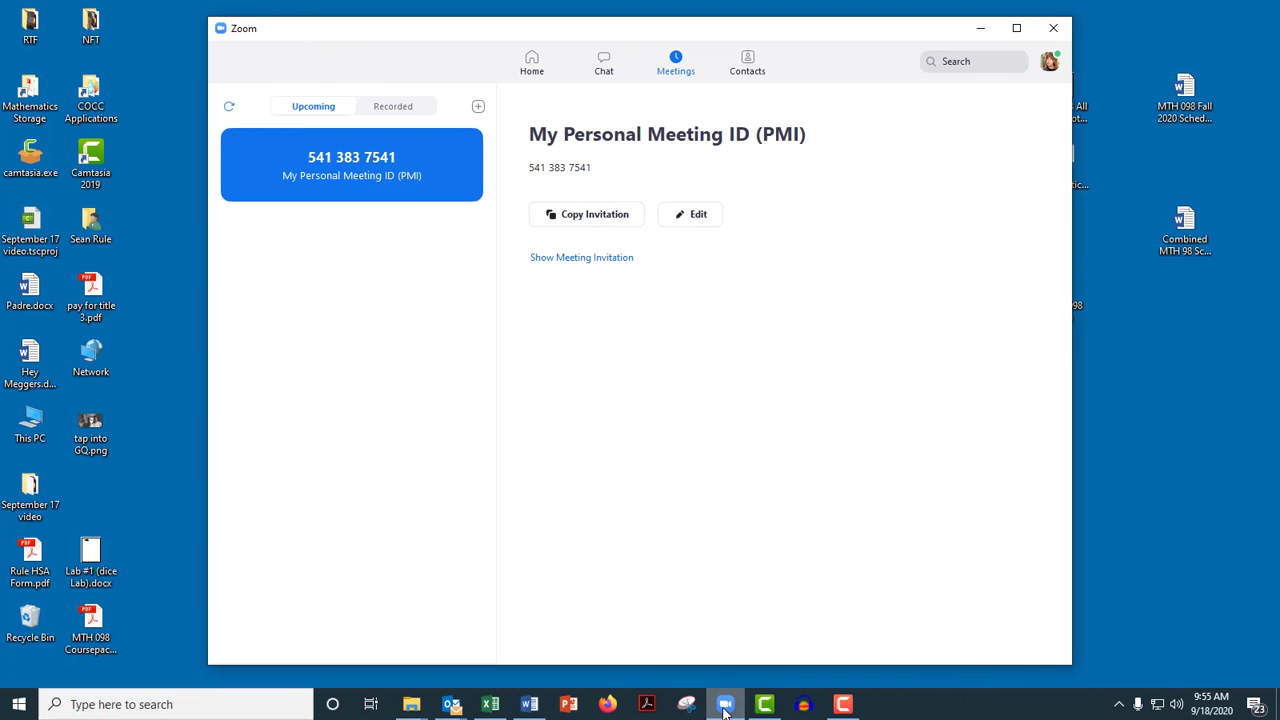 RTF
NFT
Mathematics
Storage
COCC
Applications
camtasia.exe
Camtasia
2019
September 17
video.tscproj
Sean Rule
Padre.docx
pay for title
3.pdf
Hey
Meggers.d...
Network
This PC
tap into
GQ.png
September 17
video
Rule HSA
Form.pdf
Lab #1 (dice
Lab).docx
Recycle Bin
MTH 098
Coursepac...
Zoom
Home
Chat
Meetings
Contacts
Search
Upcoming
Recorded
541 383 7541
My Personal Meeting ID (PMI)
My Personal Meeting ID (PMI)
541 383 7541
Copy Invitation
Edit
Show Meeting Invitation
All
ot...
tic...
98
MTH 098 Fall
2020 Sched...
Combined
MTH 98 Sc...
Type here to search
9:55 AM
9/18/2020
23